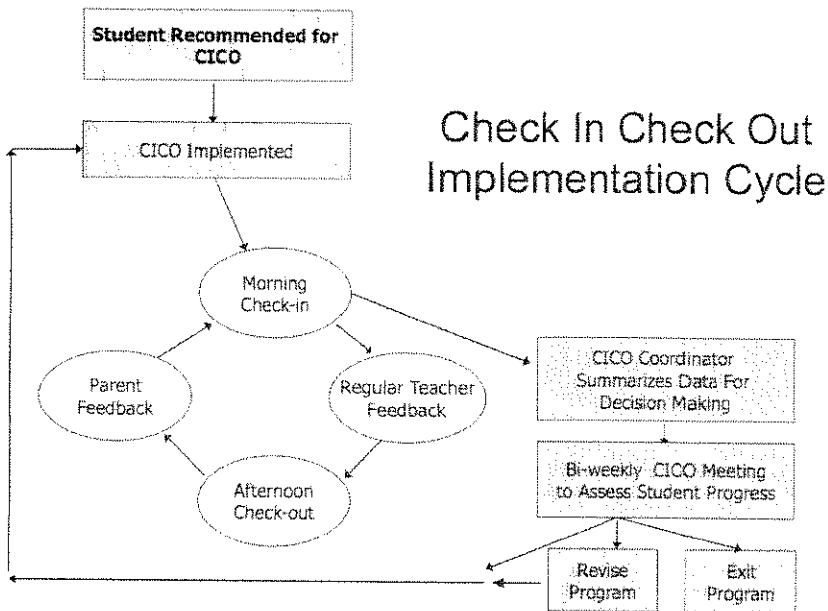 Student Recommended for
CICO
CICO Implemented
Check In Check Out
Implementation Cycle
Morning
Check-in
Parent
Feedback
Regular Teacher
Feedback
Afternoon
Check-out
CICO Coordinator
Summarizes Data For
Decision Making
Bi-weekly CICO Meeting
to Assess Student Progress
Revise
Program
Exit
Program